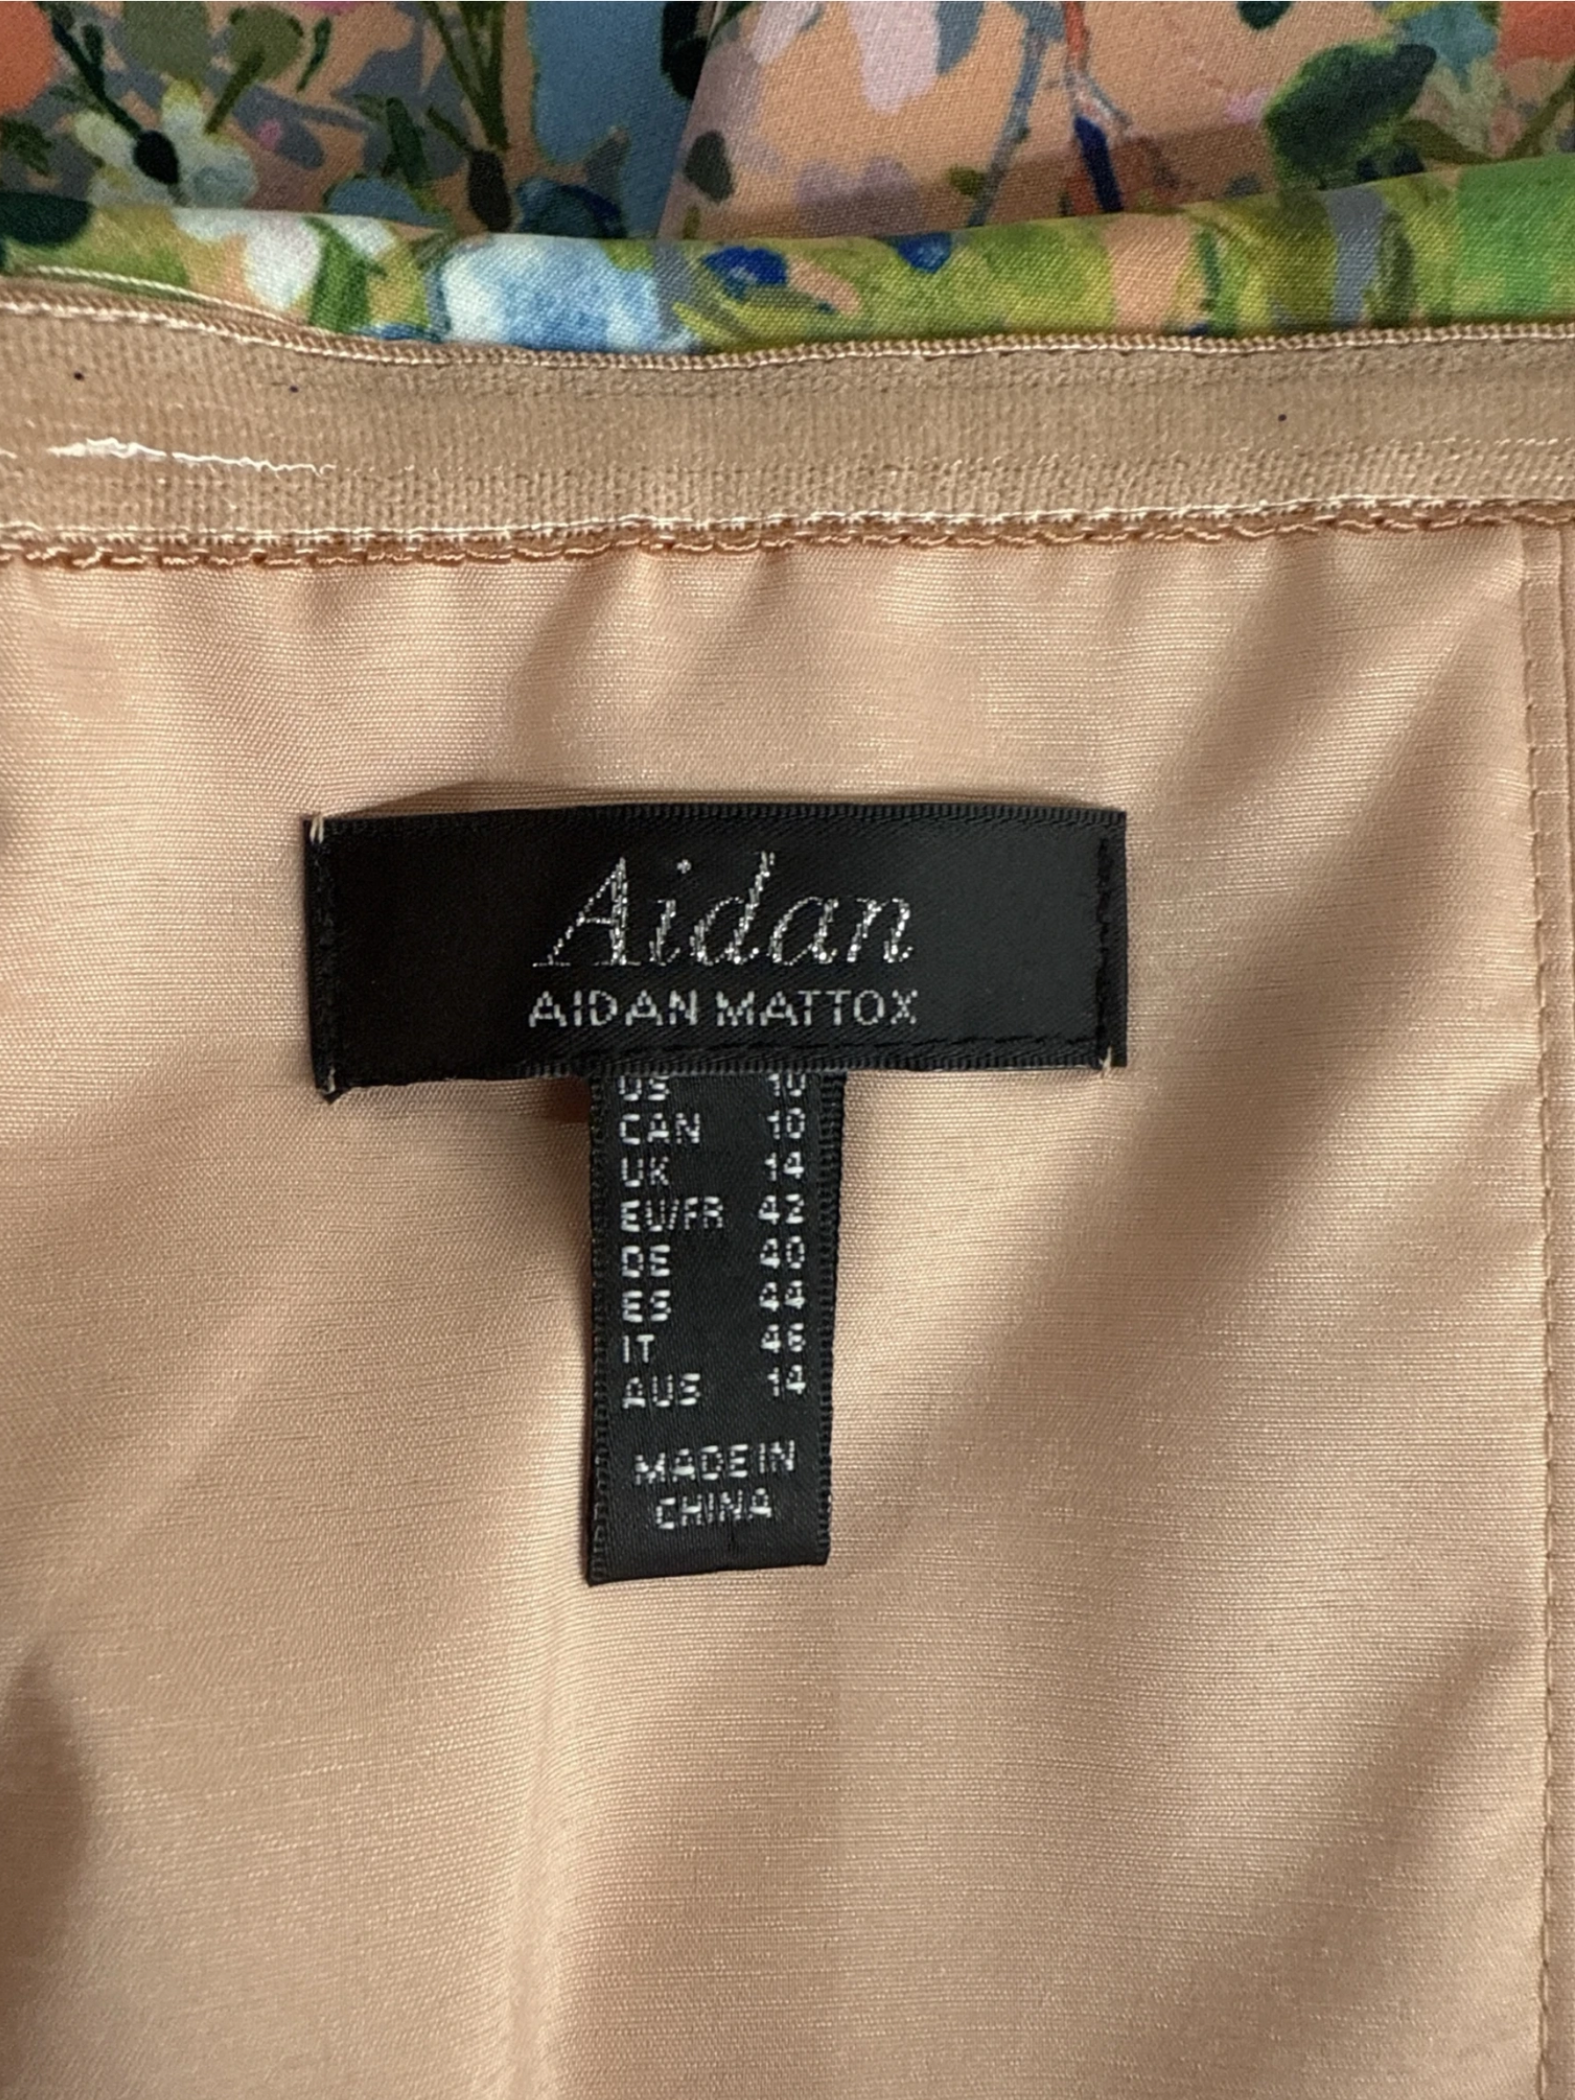 Aidan
AIDAN MATTOX
US 10
CAN 10
UK 14
EU/FR 42
DE 40
ES 44
IT 46
AUS 14
MADE IN
CHINA